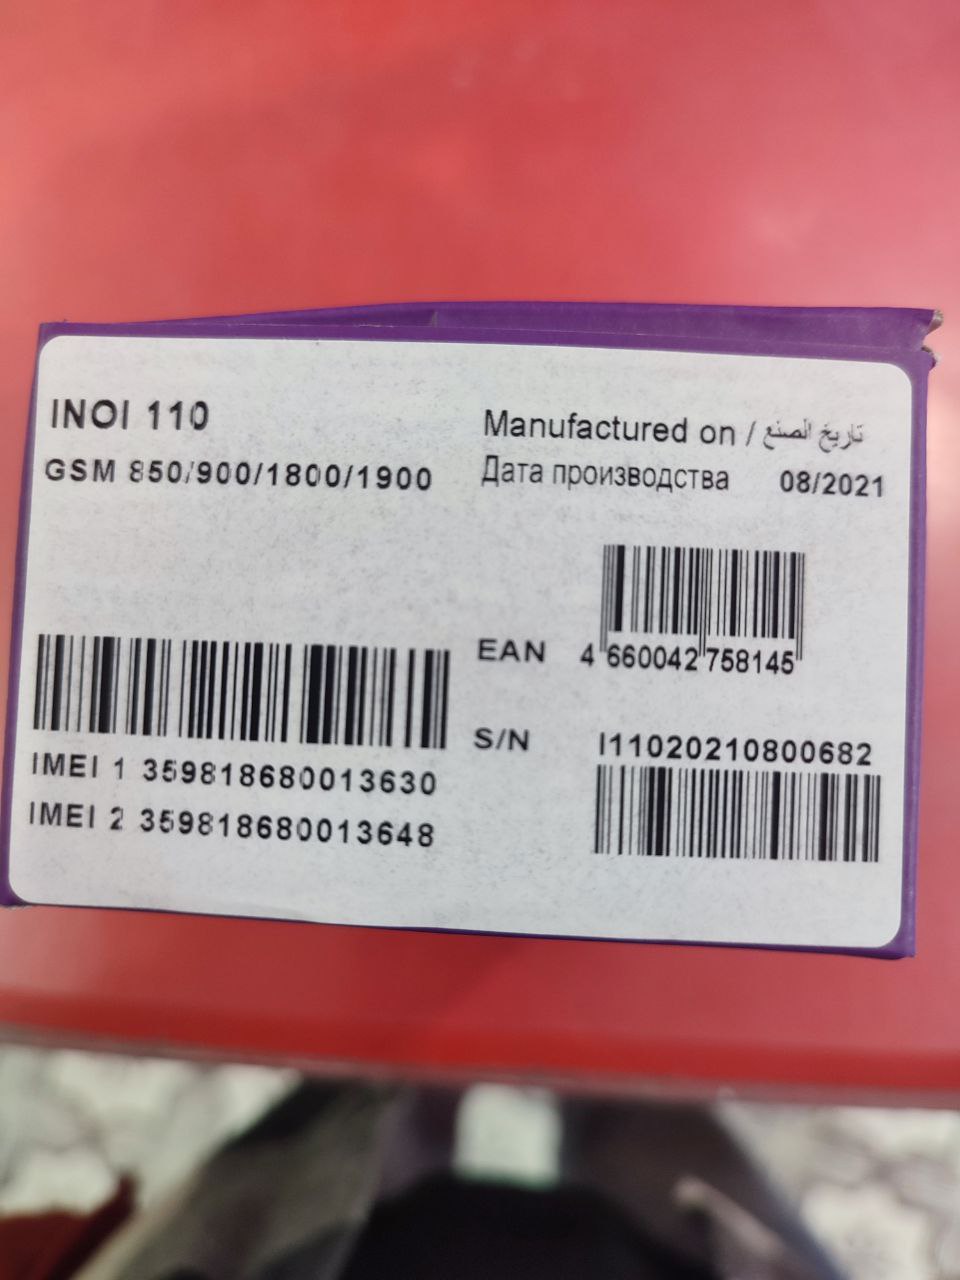 INOI 110
GSM 850/900/1800/1900
IMEI 1 359818680013630
IMEI 2 359818680013648
Manufactured on / تاريخ الصنع
Дата производства 08/2021
EAN 4 660042 758145
S/N I11020210800682